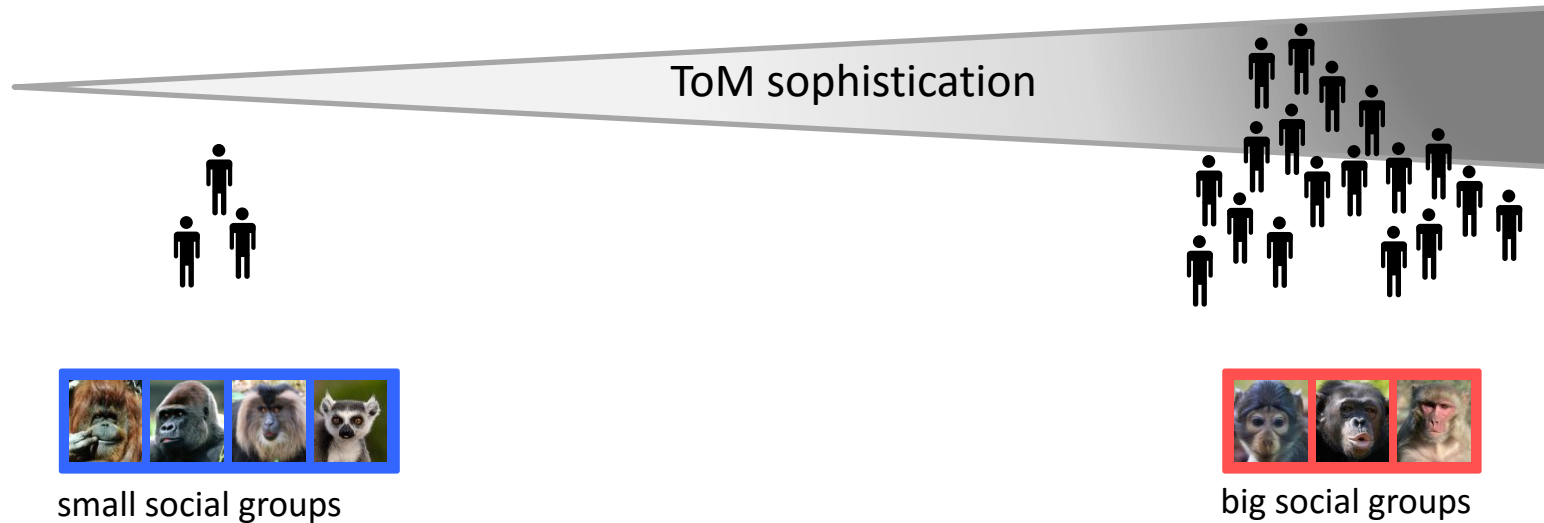 ToM sophistication
small social groups
big social groups